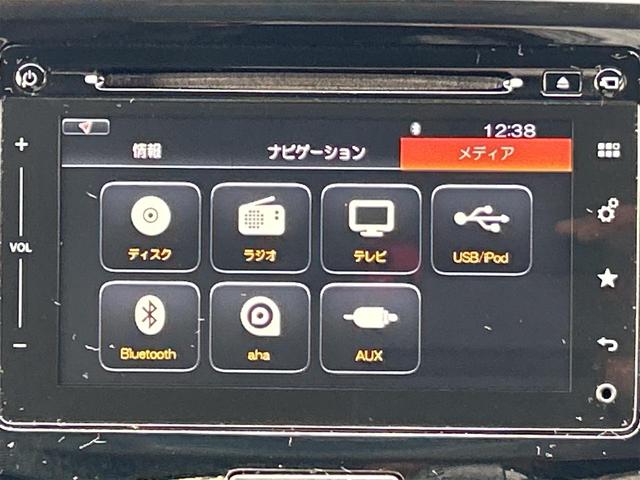 12:38
情報 ナビゲーション メディア
VOL
ディスク ラジオ テレビ USB/iPod
Bluetooth aha AUX